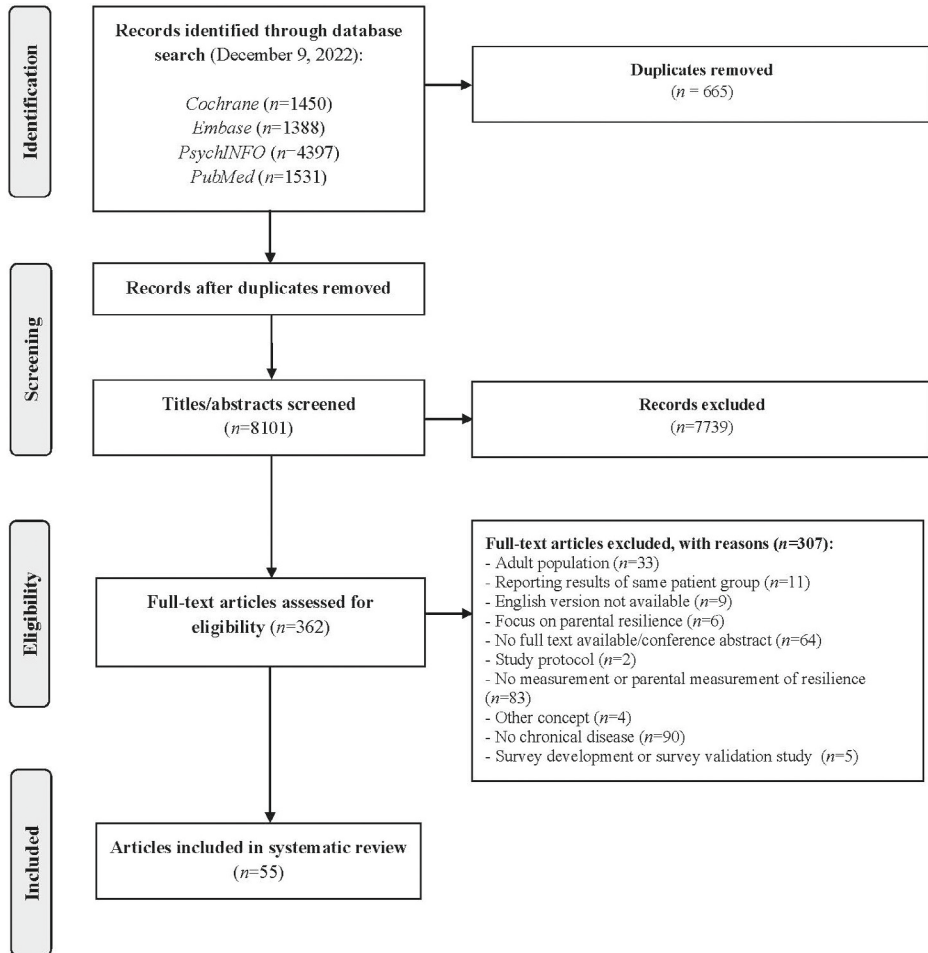 Identification
Records identified through database
search (December 9, 2022):
Cochrane (n=1450)
Embase (n=1388)
PsychINFO (n=4397)
PubMed (n=1531)
Duplicates removed
(n = 665)
Screening
Records after duplicates removed
Titles/abstracts screened
(n=8101)
Records excluded
(n=7739)
Eligibility
Full-text articles assessed for
eligibility (n=362)
Full-text articles excluded, with reasons (n=307):
- Adult population (n=33)
- Reporting results of same patient group (n=11)
- English version not available (n=9)
- Focus on parental resilience (n=6)
- No full text available/conference abstract (n=64)
- Study protocol (n=2)
- No measurement or parental measurement of resilience
(n=83)
- Other concept (n=4)
- No chronical disease (n=90)
- Survey development or survey validation study (n=5)
Included
Articles included in systematic review
(n=55)